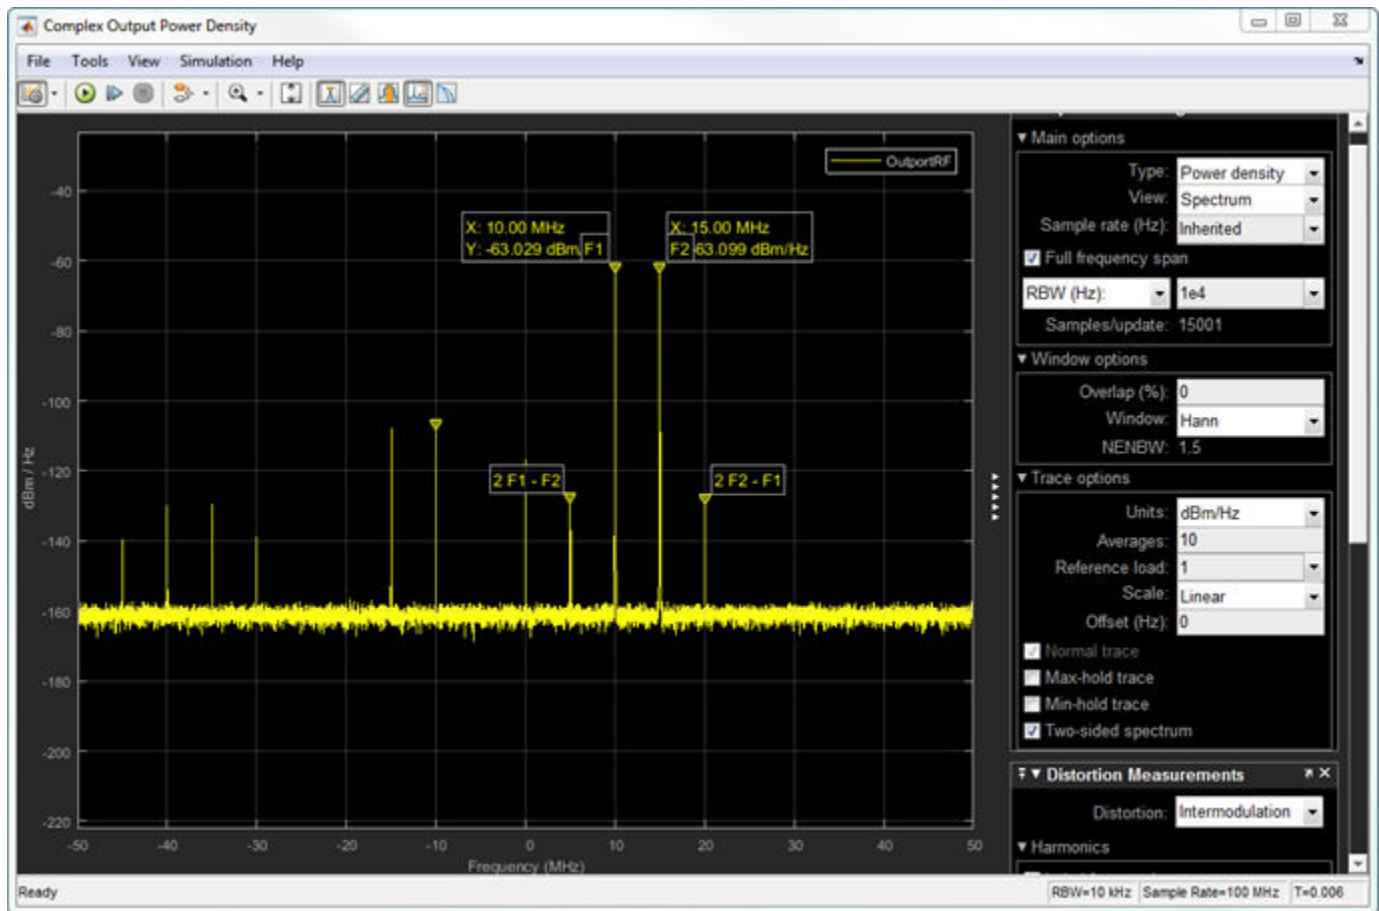 Complex Output Power Density
File Tools View Simulation Help
OutportRF
X: 10.00 MHz
Y: -63.029 dBm/
F1
X: 15.00 MHz
F2
-63.099 dBm/Hz
2 F1 - F2
2 F2 - F1
-40
-60
-80
-100
-120
-140
-160
-180
-200
-220
dBm / Hz
-50 -40 -30 -20 -10 0 10 20 30 40 50
Frequency (MHz)
▼ Main options
Type: Power density
View: Spectrum
Sample rate (Hz): Inherited
Full frequency span
RBW (Hz): 1e4
Samples/update: 15001
▼ Window options
Overlap (%): 0
Window: Hann
NENBW: 1.5
▼ Trace options
Units: dBm/Hz
Averages: 10
Reference load: 1
Scale: Linear
Offset (Hz): 0
Normal trace
Max-hold trace
Min-hold trace
Two-sided spectrum
Distortion Measurements
Distortion: Intermodulation
▼ Harmonics
Ready
RBW=10 kHz Sample Rate=100 MHz T=0.006